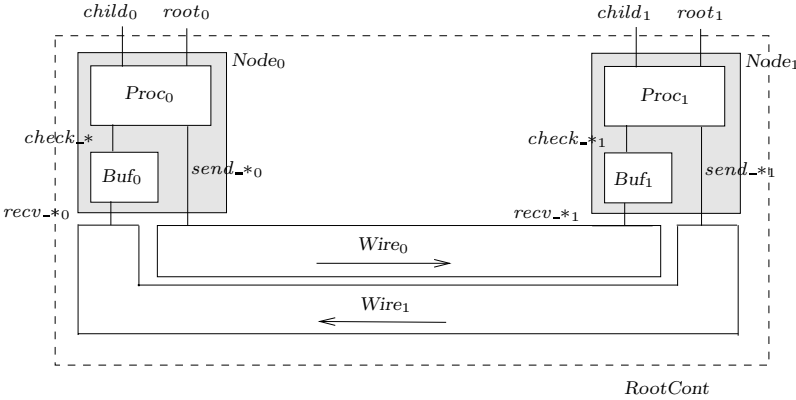 child₀ root₀ child₁ root₁
Node₀ Node₁
Proc₀ Proc₁
check_* check_*₁
Buf₀ send_*₀ Buf₁ send_*₁
recv_*₀ recv_*₁
Wire₀
Wire₁
RootCont